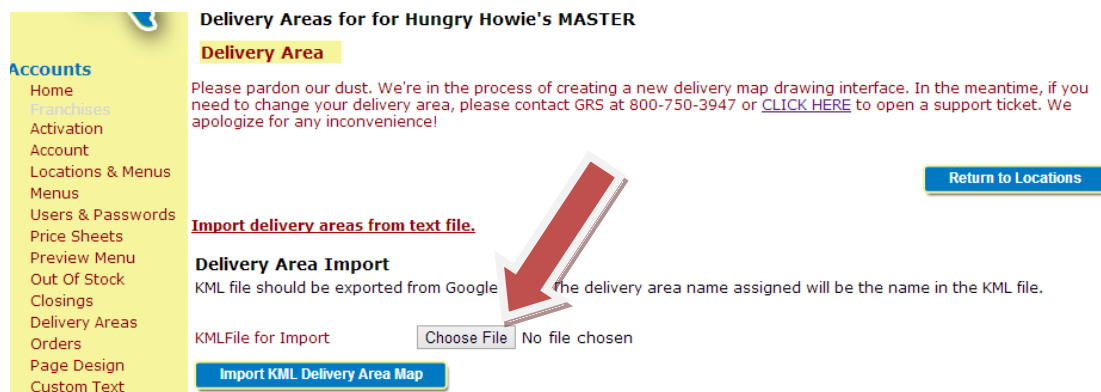 Delivery Areas for for Hungry Howie's MASTER
Delivery Area
Accounts
Home
Franchises
Activation
Account
Locations & Menus
Menus
Users & Passwords
Price Sheets
Preview Menu
Out Of Stock
Closings
Delivery Areas
Orders
Page Design
Custom Text
Please pardon our dust. We're in the process of creating a new delivery map drawing interface. In the meantime, if you
need to change your delivery area, please contact GRS at 800-750-3947 or CLICK HERE to open a support ticket. We
apologize for any inconvenience!
Return to Locations
Import delivery areas from text file.
Delivery Area Import
KML file should be exported from Google The delivery area name assigned will be the name in the KML file.
KMLFile for Import
Choose File No file chosen
Import KML Delivery Area Map